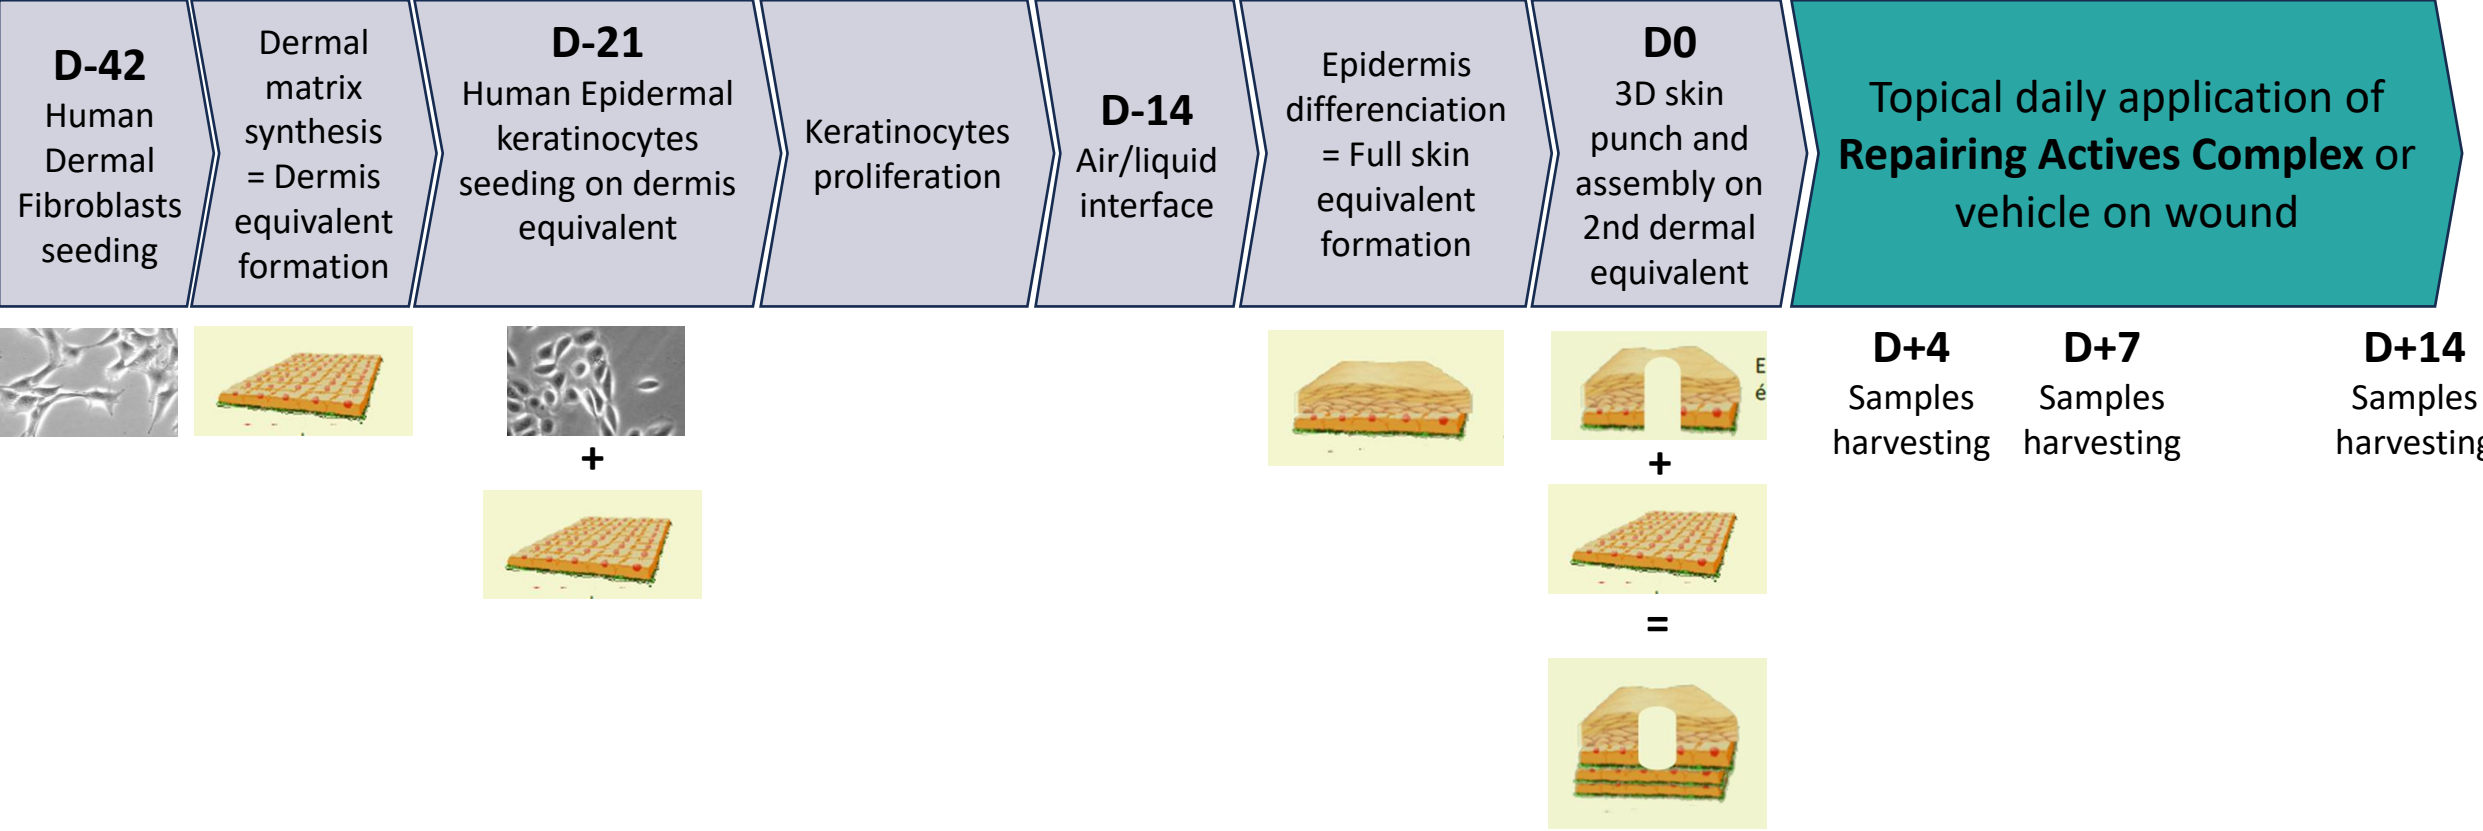 D-42
Human
Dermal
Fibroblasts
seeding
Dermal
matrix
synthesis
= Dermis
equivalent
formation
D-21
Human Epidermal
keratinocytes
seeding on dermis
equivalent
Keratinocytes
proliferation
D-14
Air/liquid
interface
Epidermis
differenciation
= Full skin
equivalent
formation
D0
3D skin
punch and
assembly on
2nd dermal
equivalent
Topical daily application of
Repairing Actives Complex or
vehicle on wound
+
E
é
+
=
D+4
Samples
harvesting
D+7
Samples
harvesting
D+14
Samples
harvesting